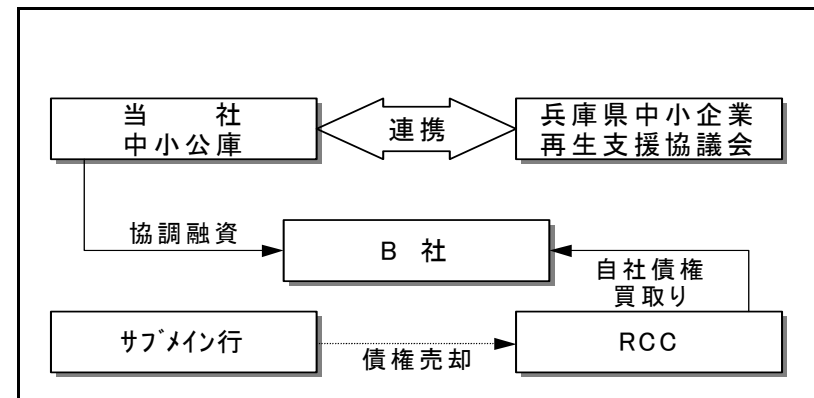 当社
中小公庫
連携
兵庫県中小企業
再生支援協議会
協調融資
B 社
自社債権
買取り
サブメイン行
債権売却
RCC